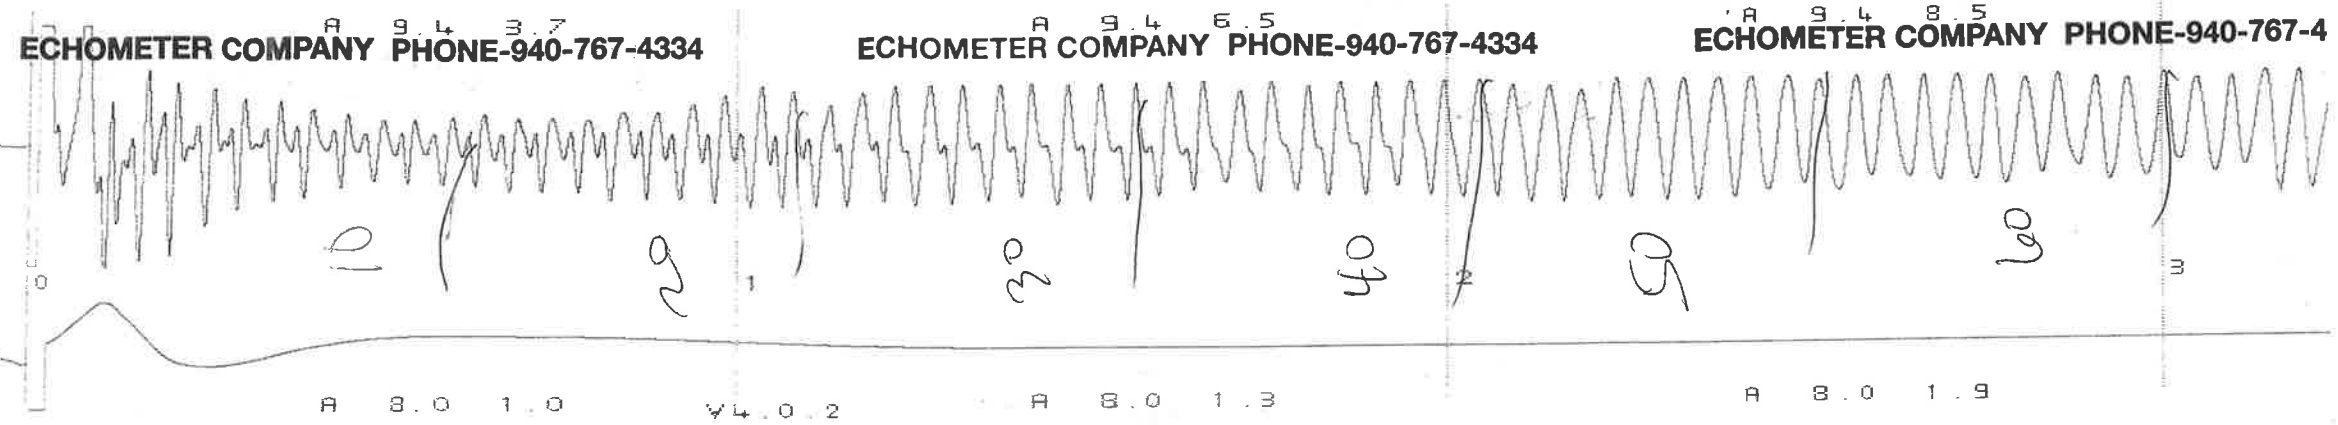 A 9.4 3.7 A 9.4 6.5 A 9.4 8.5
ECHOMETER COMPANY PHONE-940-767-4334 ECHOMETER COMPANY PHONE-940-767-4334 ECHOMETER COMPANY PHONE-940-767-4
10 20 30 40 50 60
0 1 2 3
A 8.0 1.0 V4.0.2 A 8.0 1.3 A 8.0 1.9